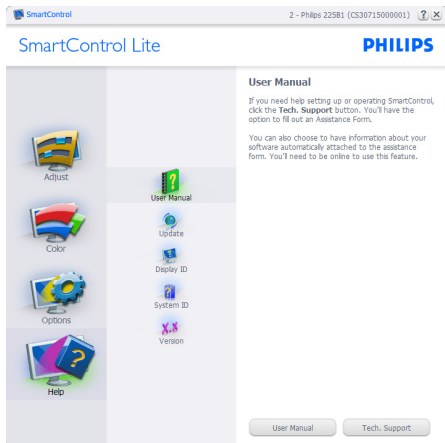 SmartControl
2 - Philips 225B1 (CS30715000001)
SmartControl Lite
PHILIPS
Adjust
Color
Options
Help
User Manual
Update
Display ID
System ID
X.X
Version
User Manual
If you need help setting up or operating SmartControl,
click the Tech. Support button. You'll have the
option to fill out an Assistance Form.
You can also choose to have information about your
software automatically attached to the assistance
form. You'll need to be online to use this feature.
User Manual
Tech. Support